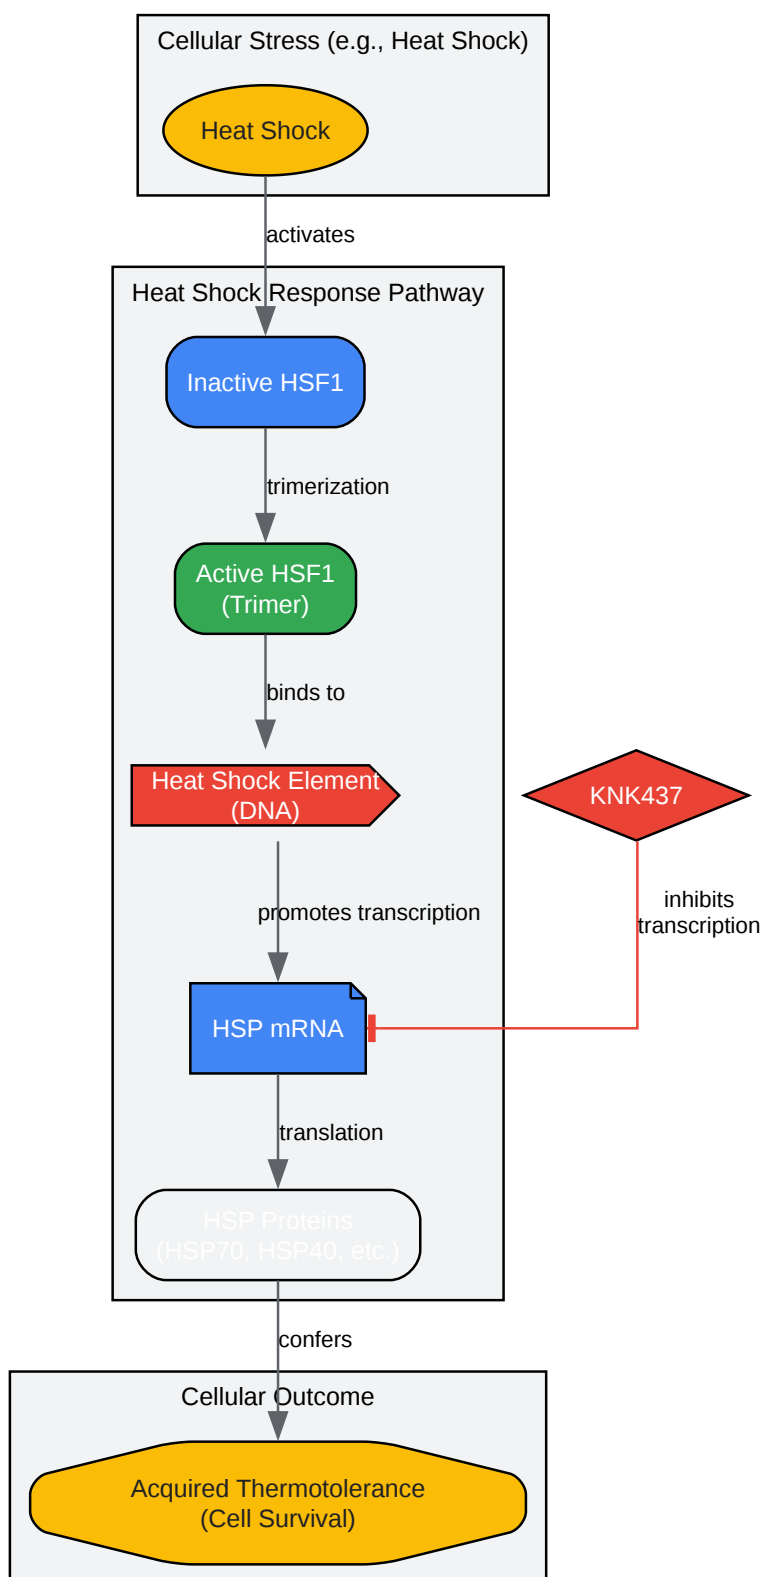 Cellular Stress (e.g., Heat Shock)
Heat Shock
activates
Heat Shock Response Pathway
Inactive HSF1
trimerization
Active HSF1
(Trimer)
binds to
Heat Shock Element
(DNA)
KNK437
inhibits
transcription
promotes transcription
HSP mRNA
translation
HSP Proteins
(HSP70, HSP40, etc.)
confers
Cellular Outcome
Acquired Thermotolerance
(Cell Survival)